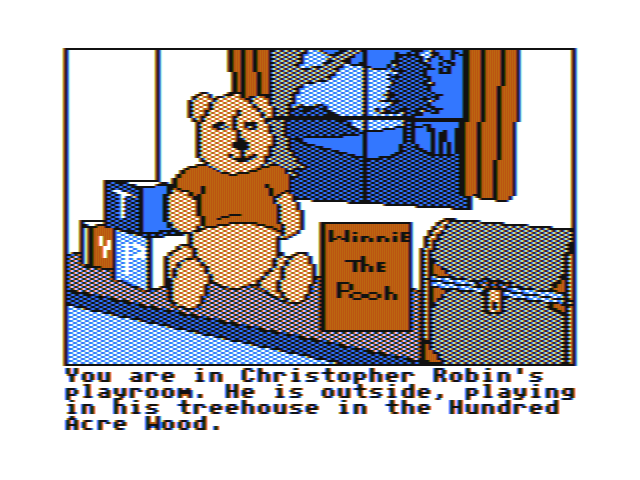 T
Y
P
Winnie
The
Pooh
You are in Christopher Robin's
playroom. He is outside, playing
in his treehouse in the Hundred
Acre Wood.